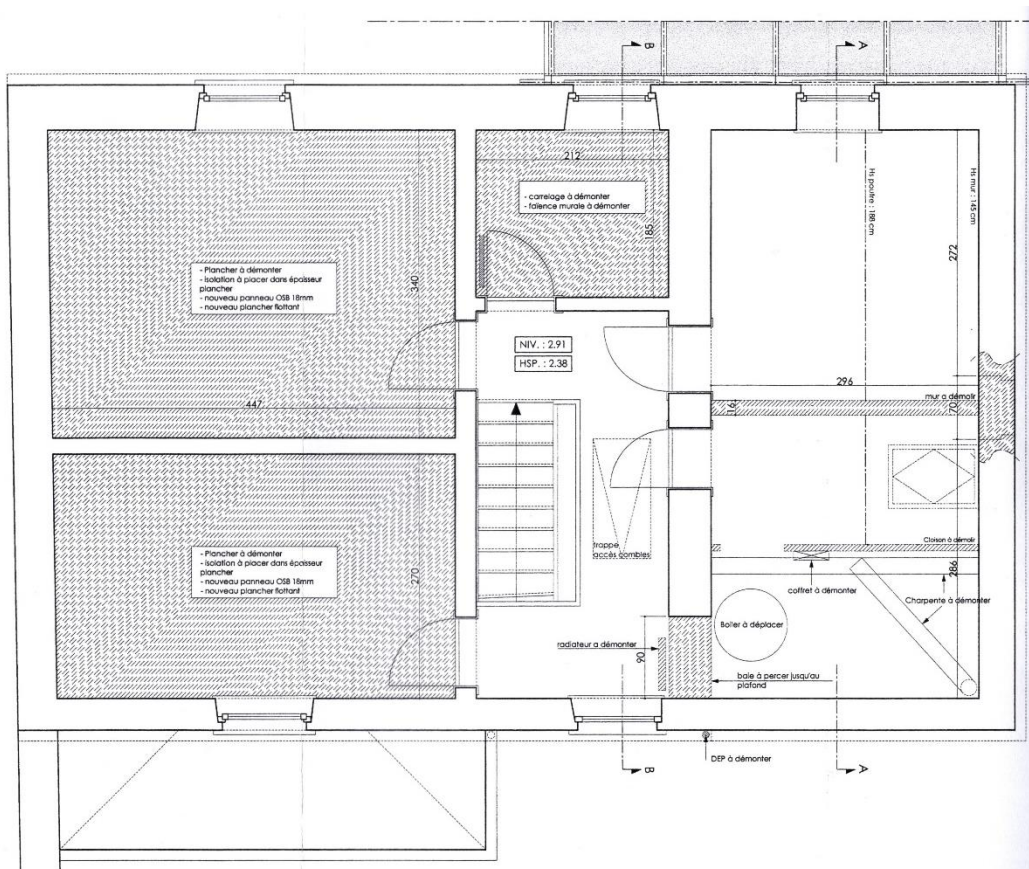 B
A
212
- carrelage à démonter
- faïence murale à démonter
185
Hs poutre : 188 cm
Hs mur : 145 cm
272
- Plancher à démonter
- Isolation à placer dans épaisseur
plancher
- nouveau panneau OSB 18mm
- nouveau plancher flottant
340
447
NIV. : 2.91
HSP. : 2.38
296
mur a démolir
16
70
trappe
accès combles
Cloison à démolir
286
coffret à démonter
Charpente à démonter
- Plancher à démonter
- Isolation à placer dans épaisseur
plancher
- nouveau panneau OSB 18mm
- nouveau plancher flottant
270
Boiler à déplacer
radiateur a démonter
90
baie à percer jusqu'au
plafand
DEP à démonter
B
A